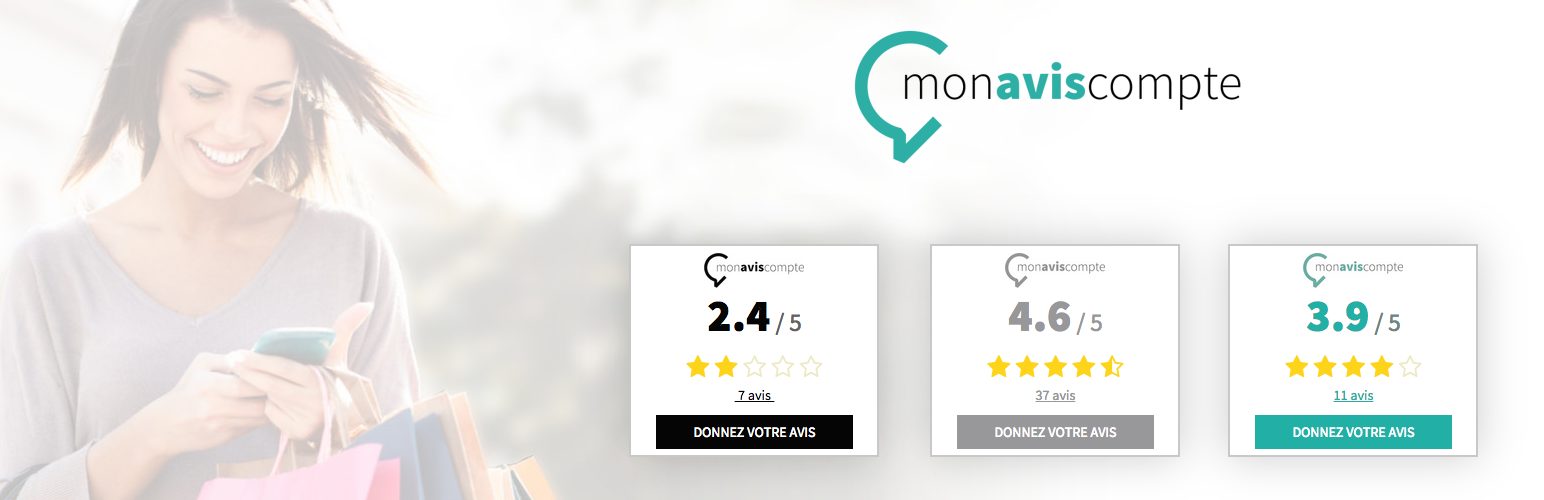 monaviscompte
monaviscompte
2.4 / 5
7 avis
DONNEZ VOTRE AVIS
monaviscompte
4.6 / 5
37 avis
DONNEZ VOTRE AVIS
monaviscompte
3.9 / 5
11 avis
DONNEZ VOTRE AVIS